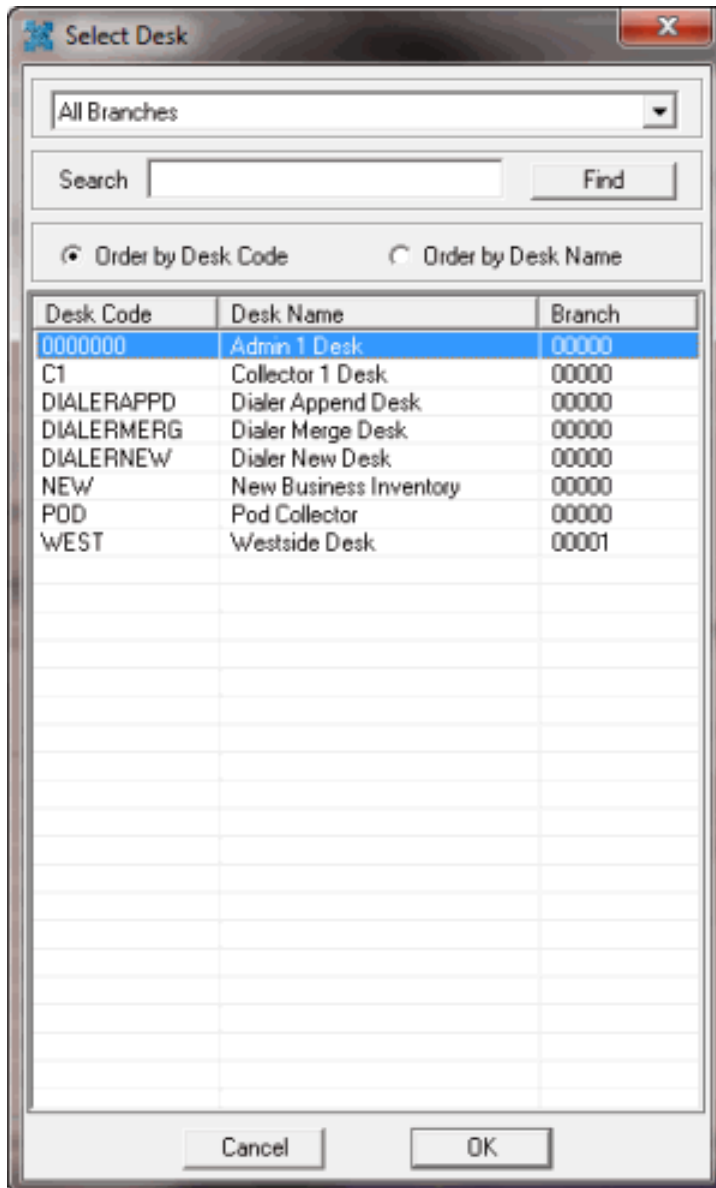 Select Desk
All Branches
Search Find
Order by Desk Code Order by Desk Name
Desk Code Desk Name Branch
0000000 Admin 1 Desk 00000
C1 Collector 1 Desk 00000
DIALERAPPD Dialer Append Desk 00000
DIALERMERG Dialer Merge Desk 00000
DIALERNEW Dialer New Desk 00000
NEW New Business Inventory 00000
POD Pod Collector 00000
WEST Westside Desk 00001
Cancel OK